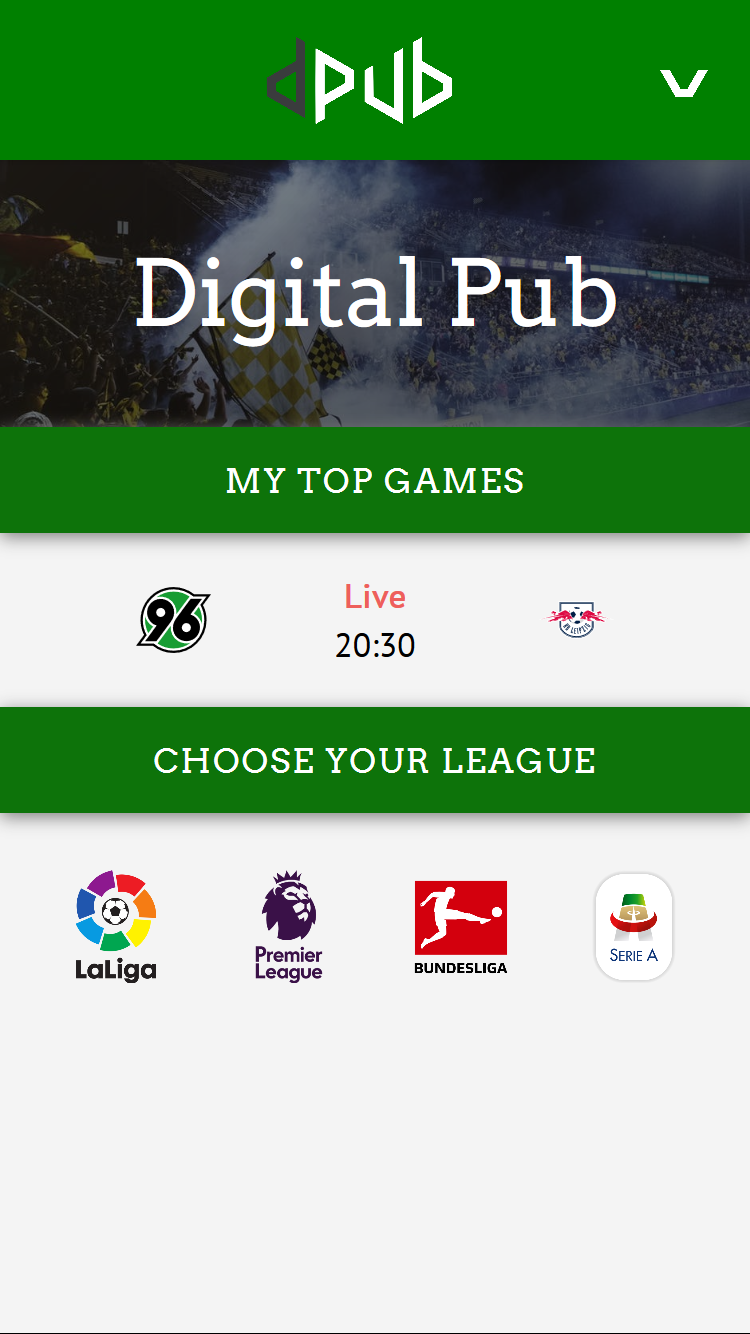 dpub
Digital Pub
MY TOP GAMES
96
Live
20:30
RB LEIPZIG
CHOOSE YOUR LEAGUE
LaLiga
Premier
League
BUNDESLIGA
SERIE A